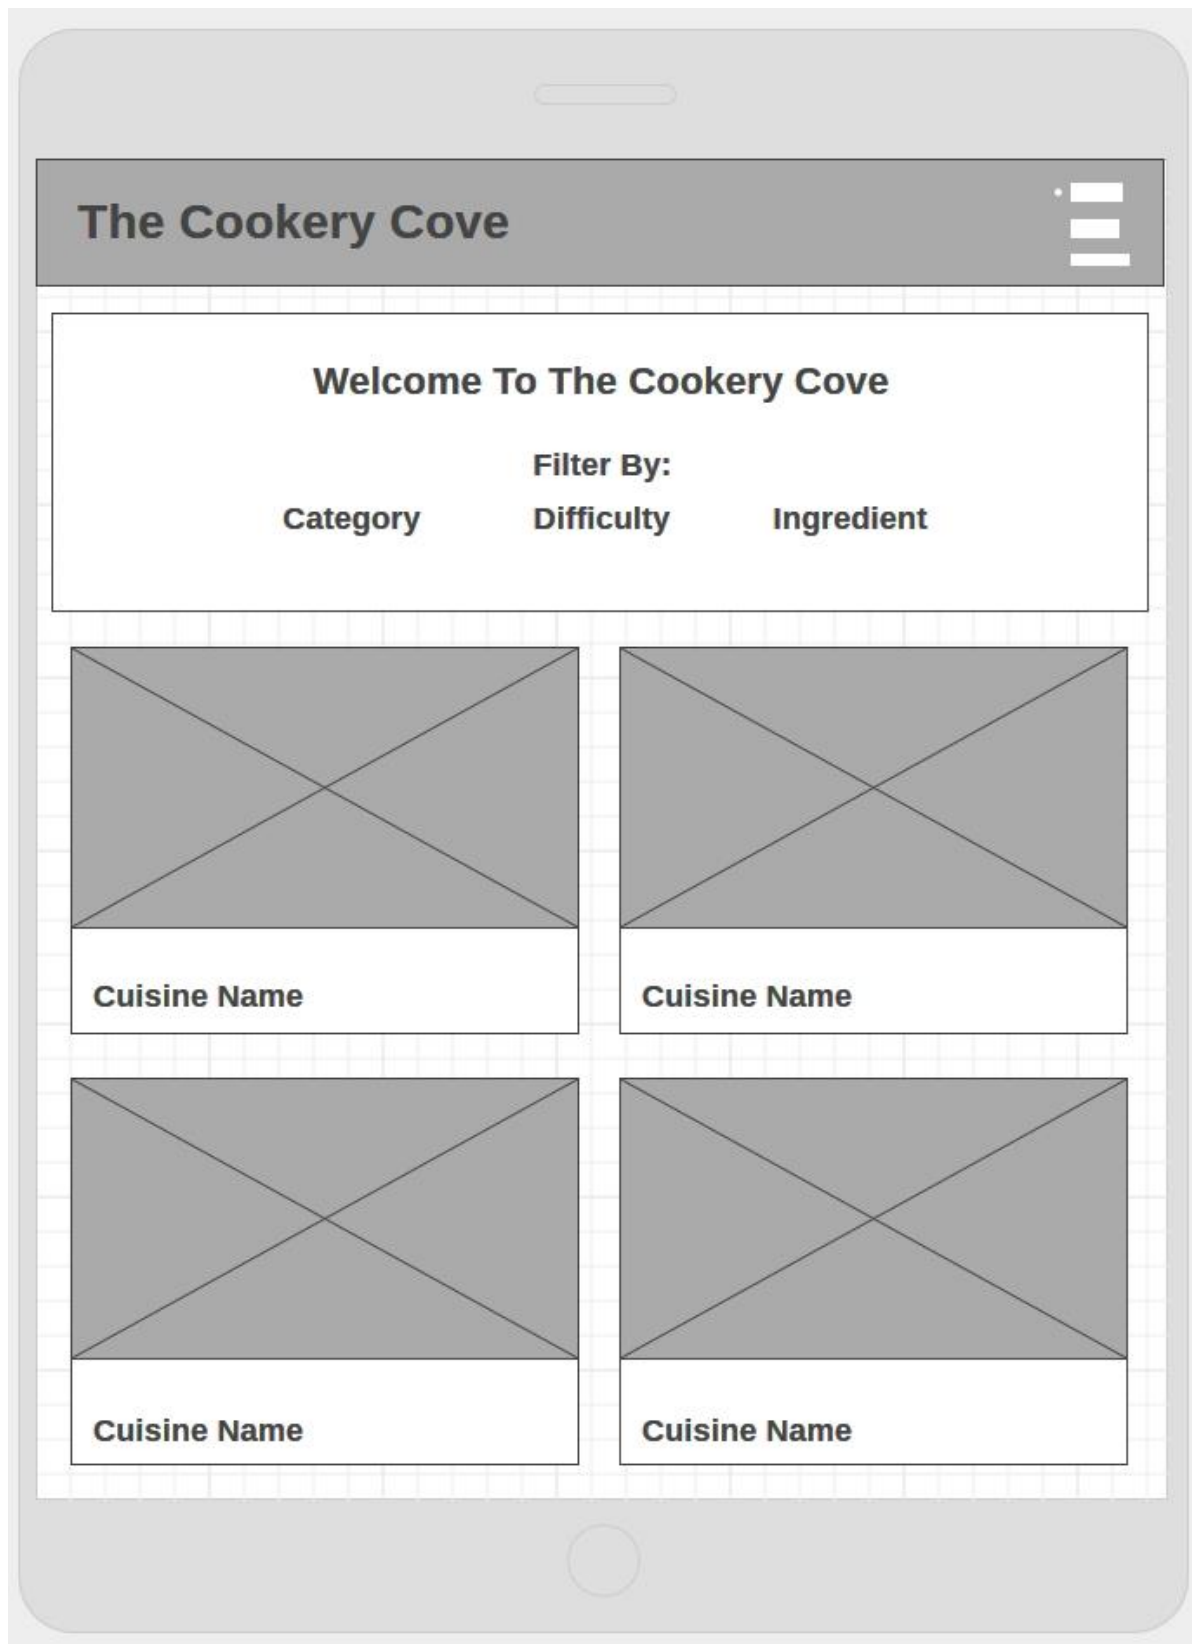 The Cookery Cove
Welcome To The Cookery Cove
Filter By:
Category Difficulty Ingredient
Cuisine Name Cuisine Name
Cuisine Name Cuisine Name